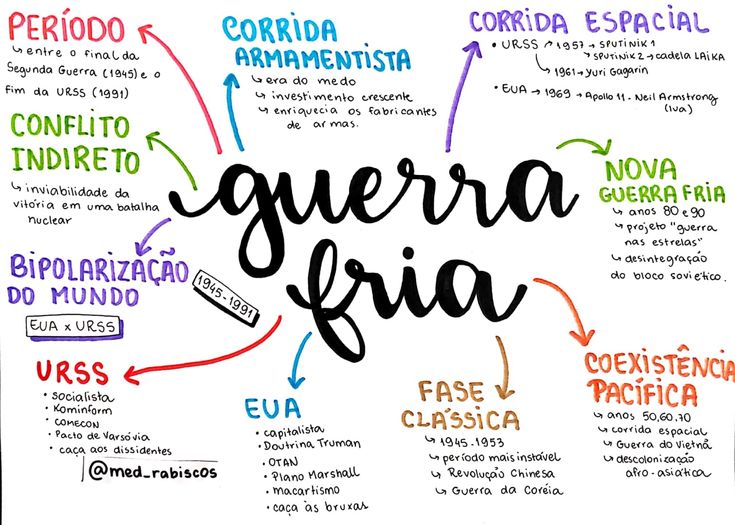 PERÍODO
↳ entre o final da
Segunda Guerra (1945) e o
fim da URSS (1991)
CORRIDA
ARMAMENTISTA
↳ era do medo
↳ investimento crescente
↳ enriquecia os fabricantes
de armas.
CORRIDA ESPACIAL
• URSS ↗ 1957 → SPUTINIK 1
↘ SPUTINIK 2 → cadela LAIKA
↳ 1961 → Yuri Gagarin
• EUA → 1969 → Apollo 11 - Neil Armstrong
(lua)
CONFLITO
INDIRETO
↳ inviabilidade da
vitória em uma batalha
nuclear
guerra
fria
1945-1991
NOVA
GUERRA FRIA
↳ anos 80 e 90
↳ projeto "guerra
nas estrelas"
↳ desintegração
do bloco soviético.
BIPOLARIZAÇÃO
DO MUNDO
EUA x URSS
URSS
• socialista
• Kominform
• COMECON
• Pacto de Varsóvia
• caça aos dissidentes
@med_rabiscos
EUA
• capitalista
• Doutrina Truman
• OTAN
• Plano Marshall
• macartismo
• caça às bruxas
FASE
CLÁSSICA
↳ 1945-1953
↳ período mais instável
↳ Revolução Chinesa
↳ Guerra da Coréia
COEXISTÊNCIA
PACÍFICA
↳ anos 50,60.70
↳ corrida espacial
↳ Guerra do Vietnã
↳ descolonização
afro-asiática